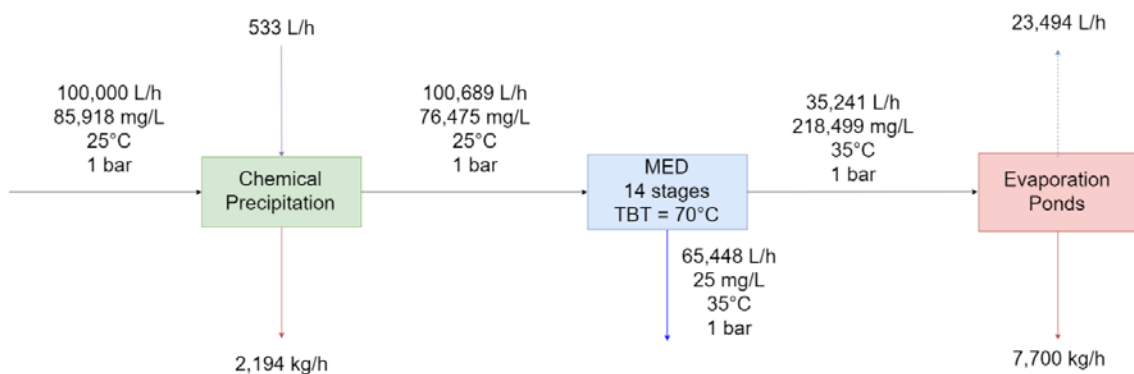 533 L/h
23,494 L/h
100,000 L/h
85,918 mg/L
25°C
1 bar
100,689 L/h
76,475 mg/L
25°C
1 bar
35,241 L/h
218,499 mg/L
35°C
1 bar
Chemical
Precipitation
MED
14 stages
TBT = 70°C
Evaporation
Ponds
65,448 L/h
25 mg/L
35°C
1 bar
2,194 kg/h
7,700 kg/h